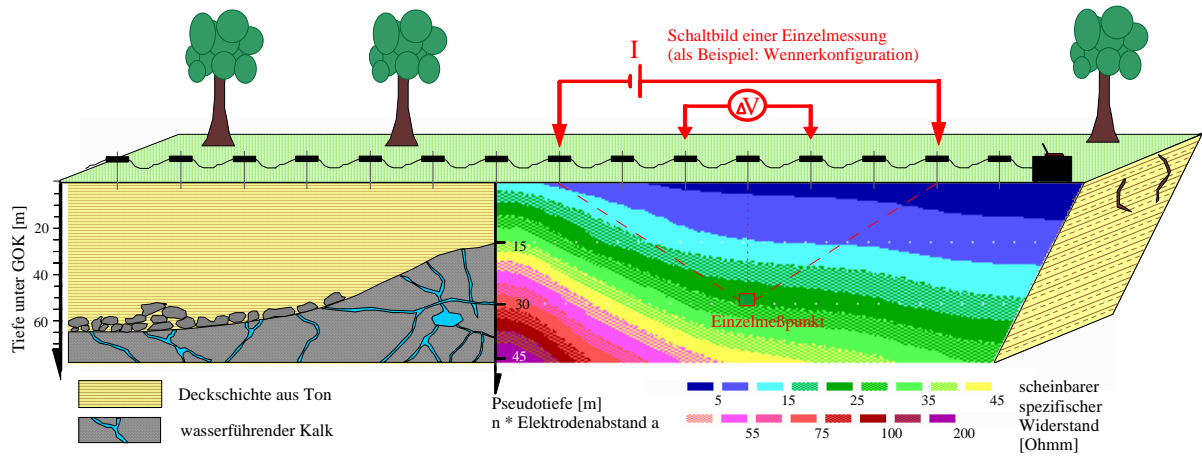 Schaltbild einer Einzelmessung
(als Beispiel: Wennerkonfiguration)
I
ΔV
Tiefe unter GOK [m]
20
40
60
15
30
45
Einzelmeßpunkt
Deckschichte aus Ton
wasserführender Kalk
Pseudotiefe [m]
n * Elektrodenabstand a
5 15 25 35 45
55 75 100 200
scheinbarer
spezifischer
Widerstand
[Ohmm]